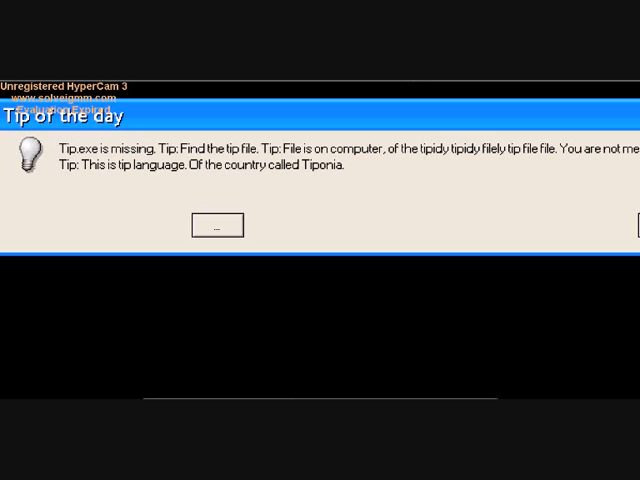 Unregistered HyperCam 3
www.solveigmm.com
Evaluation Expired
Tip of the day
Tip.exe is missing. Tip: Find the tip file. Tip: File is on computer, of the tipidy tipidy filely tip file file. You are not me
Tip: This is tip language. Of the country called Tiponia.
...